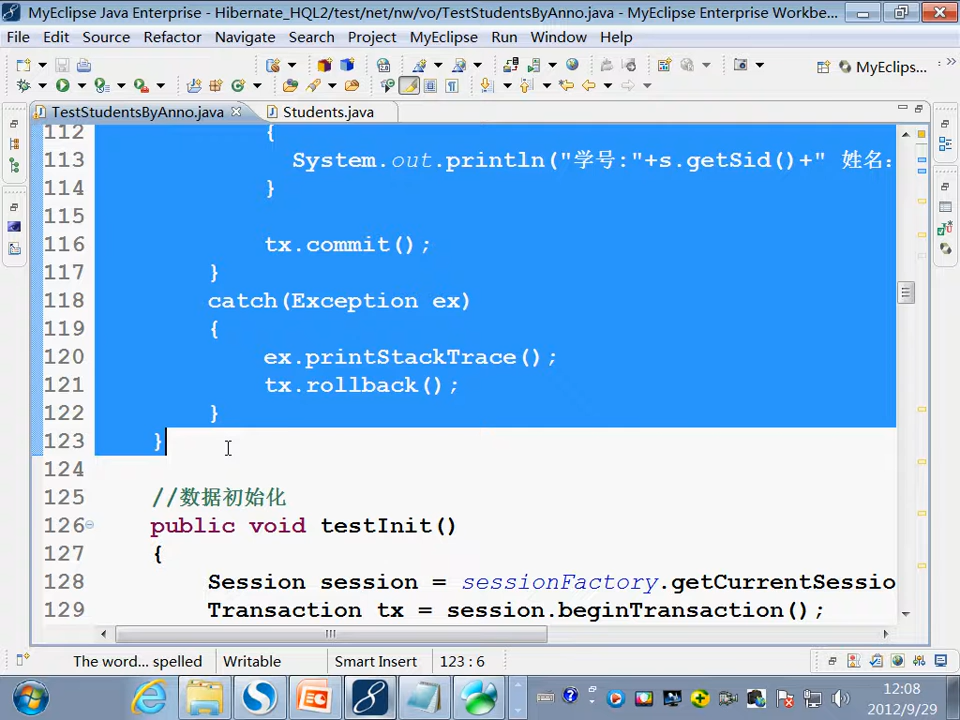 MyEclipse Java Enterprise - Hibernate_HQL2/test/net/nw/vo/TestStudentsByAnno.java - MyEclipse Enterprise Workbe...
File Edit Source Refactor Navigate Search Project MyEclipse Run Window Help
MyEclips...
TestStudentsByAnno.java Students.java
112 {
113 System.out.println("学号:"+s.getSid()+" 姓名:
114 }
115
116 tx.commit();
117 }
118 catch(Exception ex)
119 {
120 ex.printStackTrace();
121 tx.rollback();
122 }
123 }
124
125 //数据初始化
126 public void testInit()
127 {
128 Session session = sessionFactory.getCurrentSessio
129 Transaction tx = session.beginTransaction();
The word... spelled Writable Smart Insert 123 : 6
12:08
2012/9/29